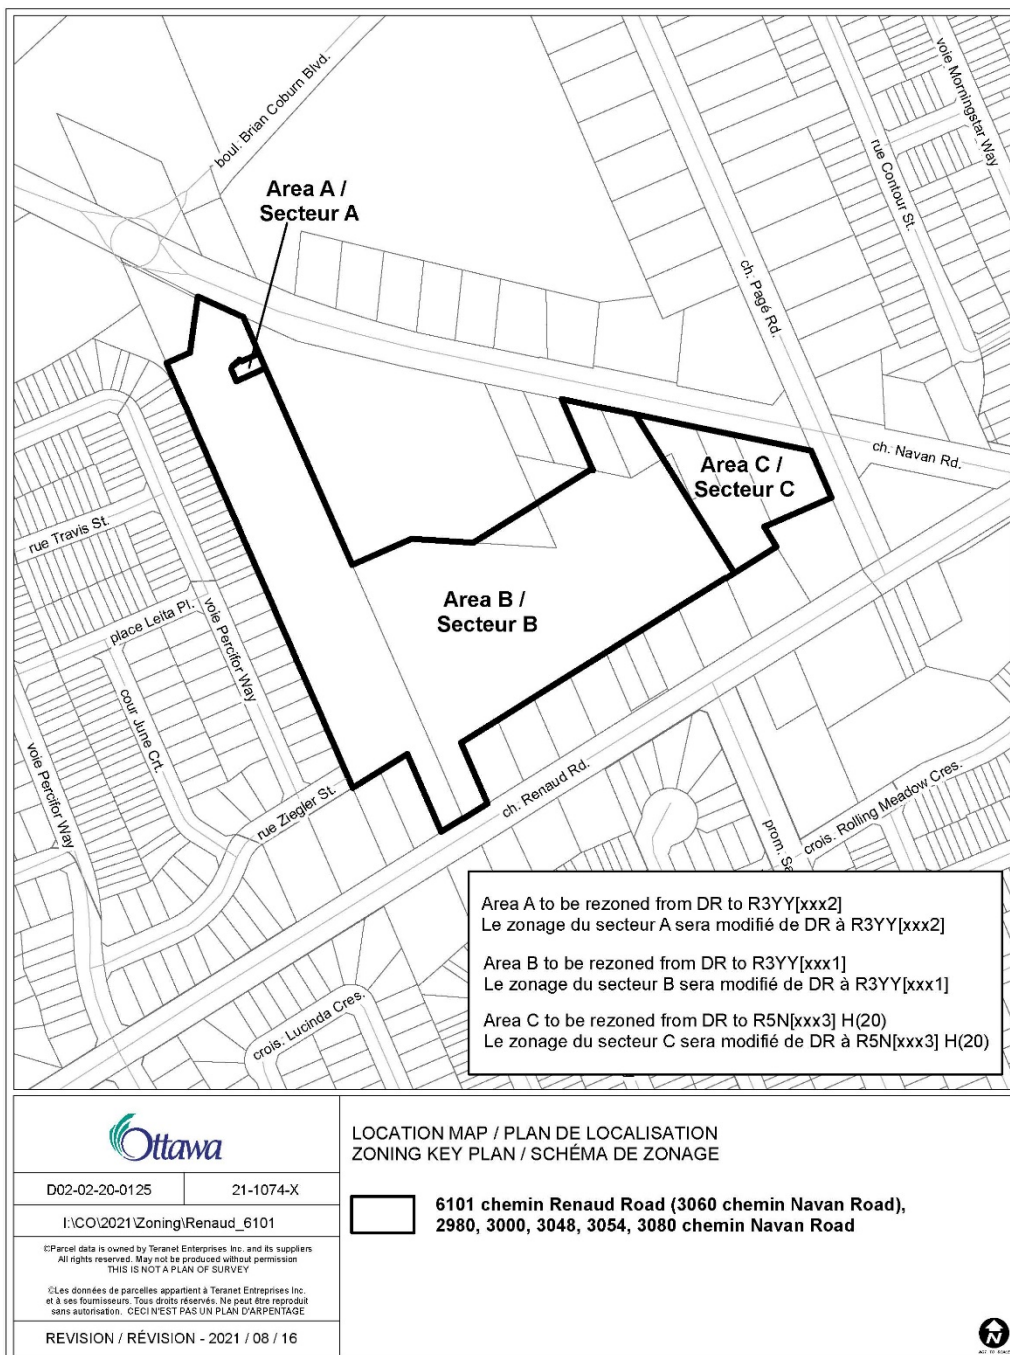 boul. Brian Coburn Blvd.
voie Morningstar Way
rue Contour St.
Area A /
Secteur A
ch. Pagé Rd.
ch. Navan Rd.
Area C /
Secteur C
rue Travis St.
place Leita Pl.
voie Percifor Way
Area B /
Secteur B
cour June Crt.
voie Percifor Way
rue Ziegler St.
ch. Renaud Rd.
crois. Rolling Meadow Cres.
prom.
crois. Lucinda Cres.
Area A to be rezoned from DR to R3YY[xxx2]
Le zonage du secteur A sera modifié de DR à R3YY[xxx2]
Area B to be rezoned from DR to R3YY[xxx1]
Le zonage du secteur B sera modifié de DR à R3YY[xxx1]
Area C to be rezoned from DR to R5N[xxx3] H(20)
Le zonage du secteur C sera modifié de DR à R5N[xxx3] H(20)
Ottawa
D02-02-20-0125
21-1074-X
I:\CO\2021\Zoning\Renaud_6101
©Parcel data is owned by Teranet Enterprises Inc. and its suppliers
All rights reserved. May not be produced without permission
THIS IS NOT A PLAN OF SURVEY
©Les données de parcelles appartient à Teranet Entreprises Inc.
et à ses fournisseurs. Tous droits réservés. Ne peut être reproduit
sans autorisation. CECI N'EST PAS UN PLAN D'ARPENTAGE
REVISION / RÉVISION - 2021 / 08 / 16
LOCATION MAP / PLAN DE LOCALISATION
ZONING KEY PLAN / SCHÉMA DE ZONAGE
6101 chemin Renaud Road (3060 chemin Navan Road),
2980, 3000, 3048, 3054, 3080 chemin Navan Road
N
NOT TO SCALE